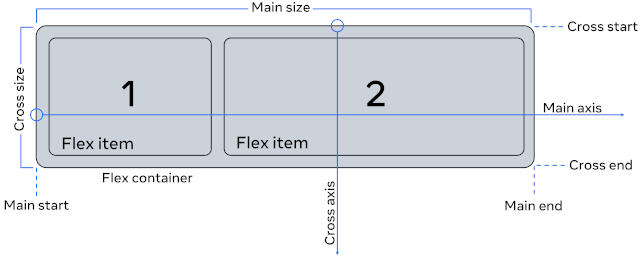 Main size
Cross start
Cross size
1
2
Main axis
Flex item
Flex item
Cross end
Flex container
Main start
Cross axis
Main end